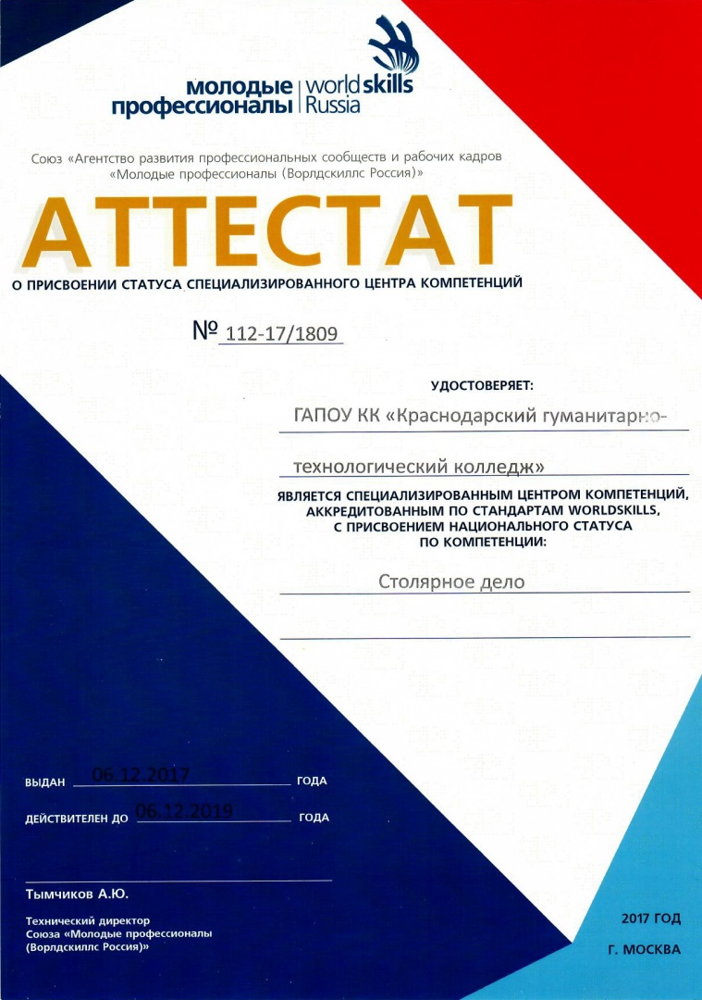 молодые
профессионалы
worldskills
Russia
Союз «Агентство развития профессиональных сообществ и рабочих кадров
«Молодые профессионалы (Ворлдскиллс Россия)»
АТТЕСТАТ
О ПРИСВОЕНИИ СТАТУСА СПЕЦИАЛИЗИРОВАННОГО ЦЕНТРА КОМПЕТЕНЦИЙ
№ 112-17/1809
УДОСТОВЕРЯЕТ:
ГАПОУ КК «Краснодарский гуманитарно-
технологический колледж»
ЯВЛЯЕТСЯ СПЕЦИАЛИЗИРОВАННЫМ ЦЕНТРОМ КОМПЕТЕНЦИЙ,
АККРЕДИТОВАННЫМ ПО СТАНДАРТАМ WORLDSKILLS,
С ПРИСВОЕНИЕМ НАЦИОНАЛЬНОГО СТАТУСА
ПО КОМПЕТЕНЦИИ:
Столярное дело
ВЫДАН 06.12.2017 ГОДА
ДЕЙСТВИТЕЛЕН ДО 06.12.2019 ГОДА
Тымчиков А.Ю.
Технический директор
Союза «Молодые профессионалы
(Ворлдскиллс Россия)»
2017 ГОД
Г. МОСКВА